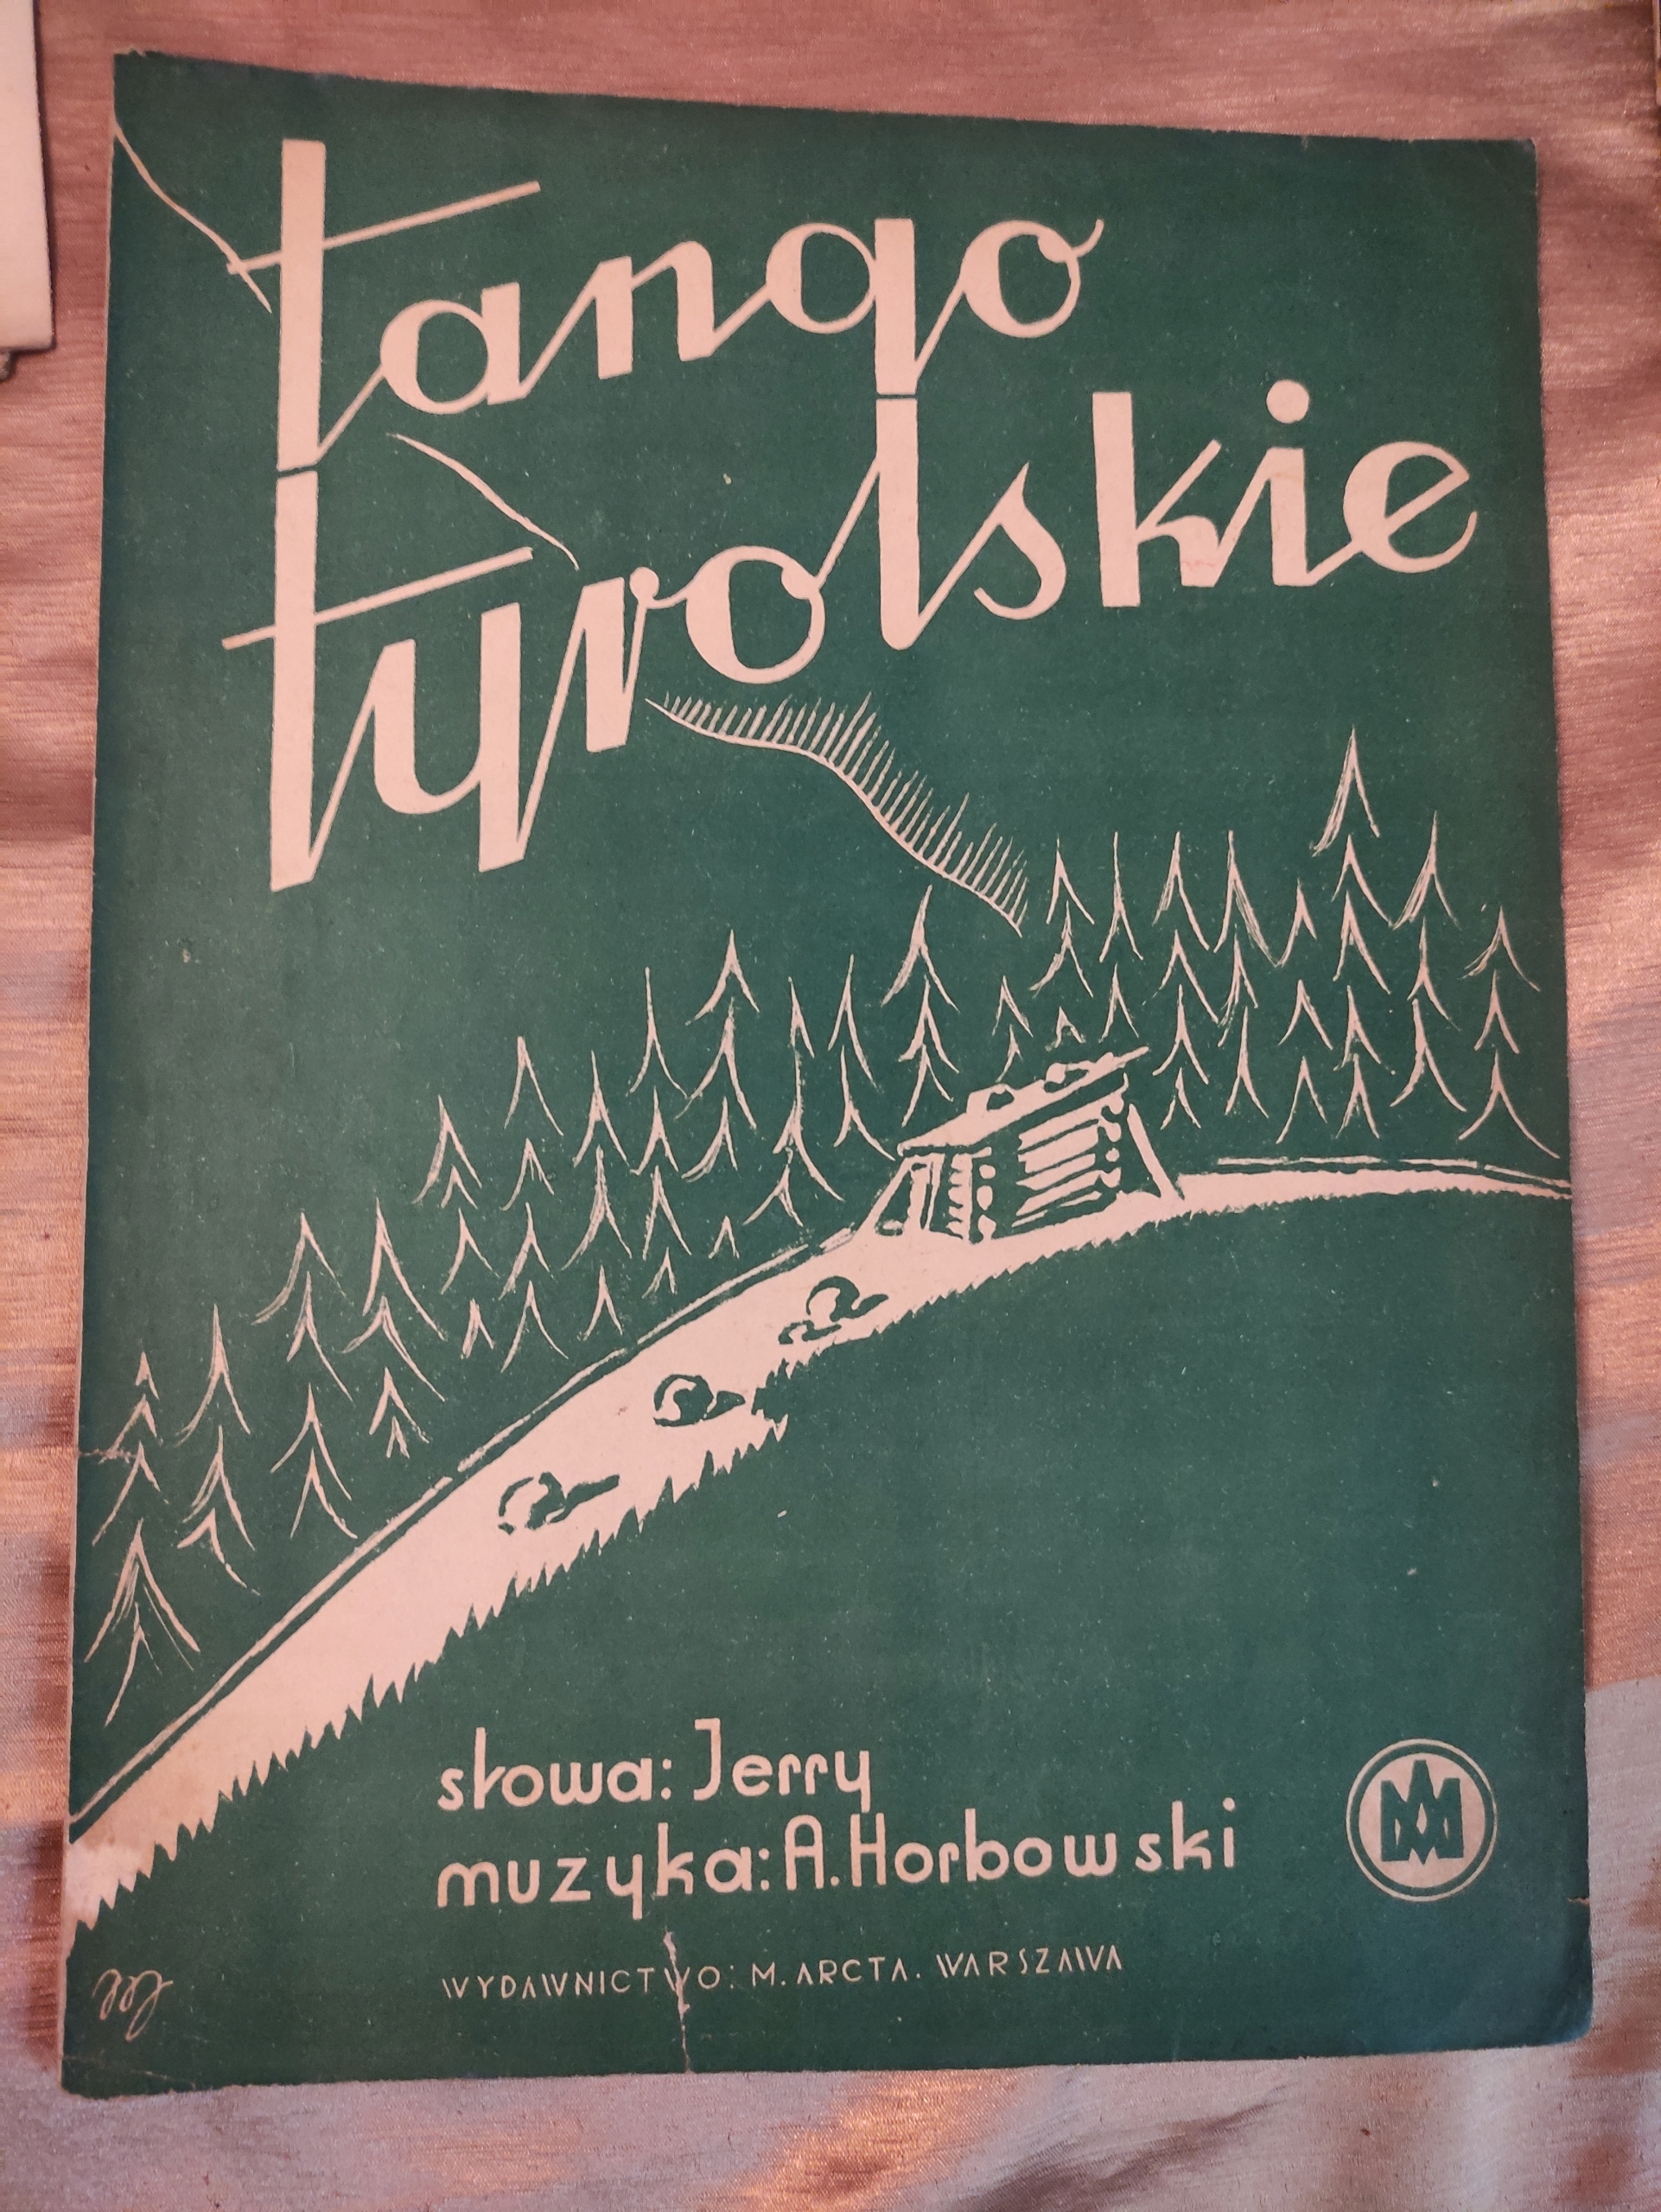 tango
tyrolskie
słowa: Jerry
muzyka: A. Horbowski
WYDAWNICTWO: M. ARCTA. WARSZAWA